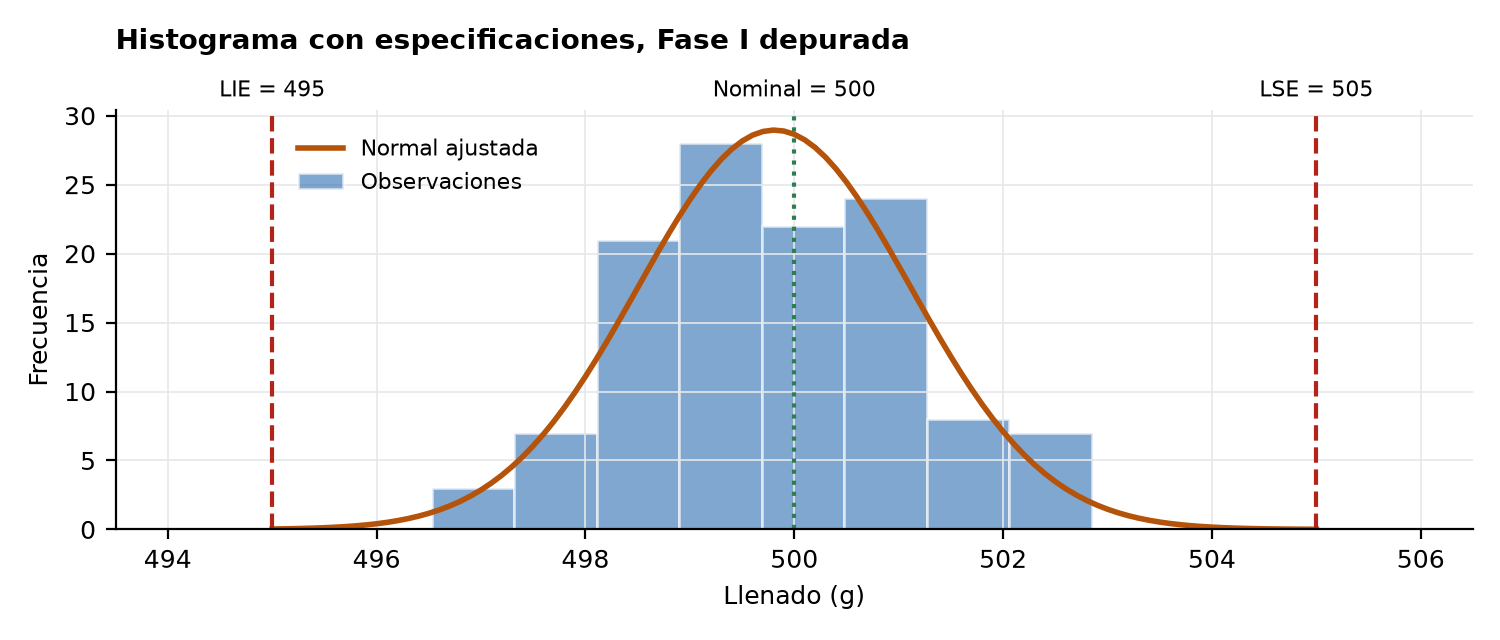 Histograma con especificaciones, Fase I depurada
LIE = 495
Nominal = 500
LSE = 505
Normal ajustada
Observaciones
Frecuencia
30
25
20
15
10
5
0
494
496
498
500
502
504
506
Llenado (g)